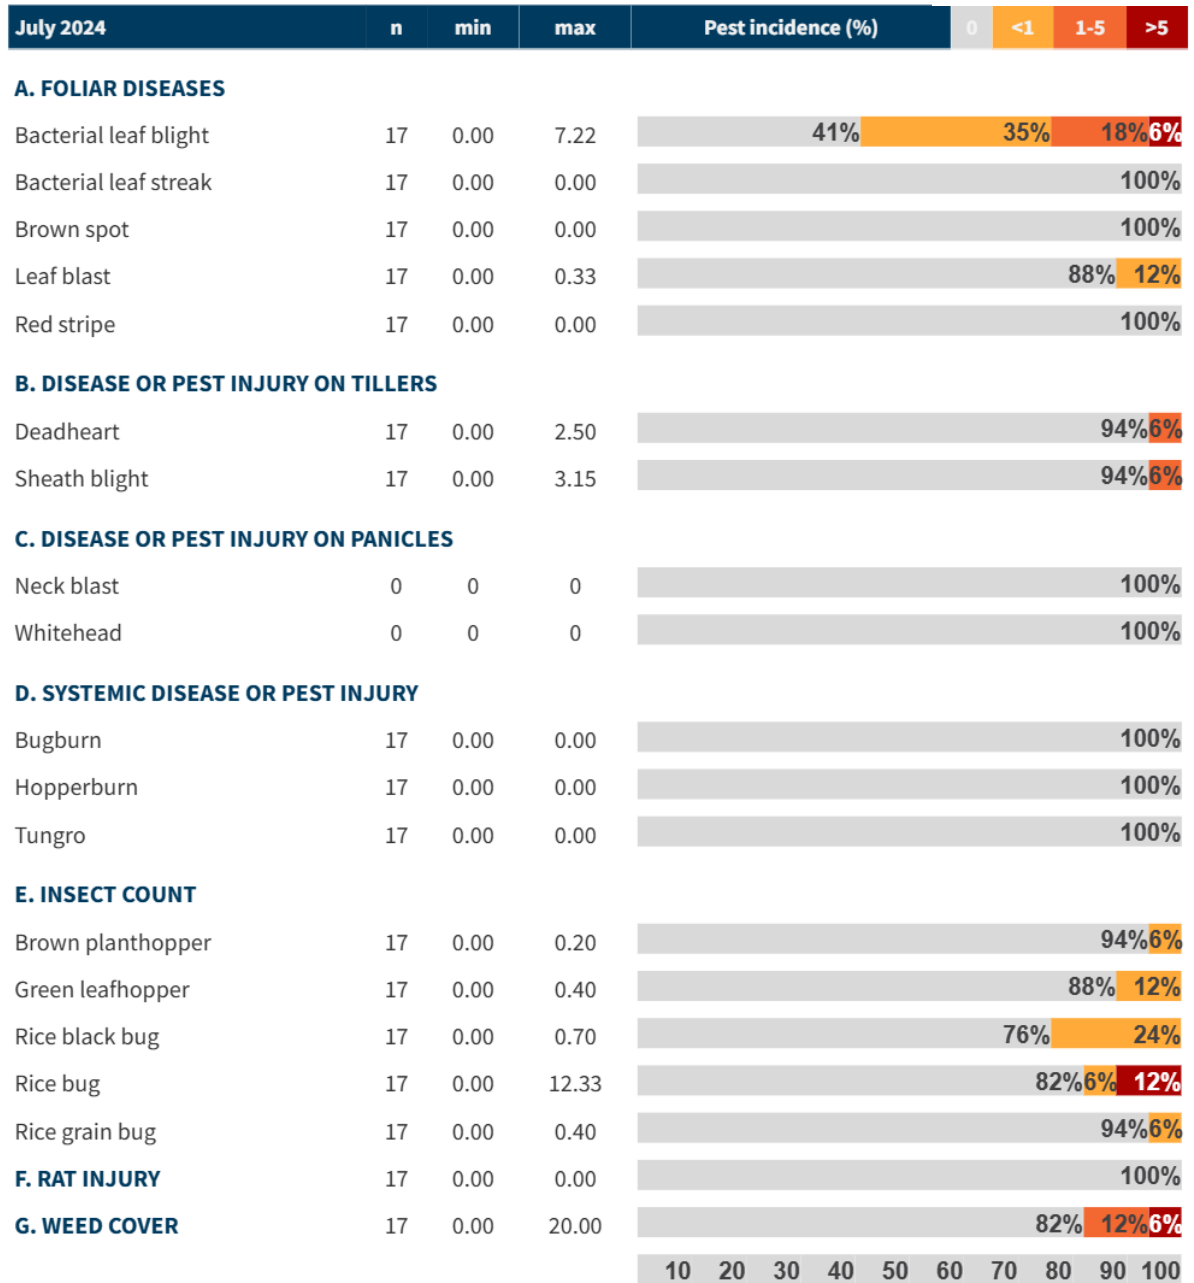 July 2024 n min max Pest incidence (%) 0 <1 1-5 >5
A. FOLIAR DISEASES
Bacterial leaf blight 17 0.00 7.22 41% 35% 18% 6%
Bacterial leaf streak 17 0.00 0.00 100%
Brown spot 17 0.00 0.00 100%
Leaf blast 17 0.00 0.33 88% 12%
Red stripe 17 0.00 0.00 100%
B. DISEASE OR PEST INJURY ON TILLERS
Deadheart 17 0.00 2.50 94% 6%
Sheath blight 17 0.00 3.15 94% 6%
C. DISEASE OR PEST INJURY ON PANICLES
Neck blast 0 0 0 100%
Whitehead 0 0 0 100%
D. SYSTEMIC DISEASE OR PEST INJURY
Bugburn 17 0.00 0.00 100%
Hopperburn 17 0.00 0.00 100%
Tungro 17 0.00 0.00 100%
E. INSECT COUNT
Brown planthopper 17 0.00 0.20 94% 6%
Green leafhopper 17 0.00 0.40 88% 12%
Rice black bug 17 0.00 0.70 76% 24%
Rice bug 17 0.00 12.33 82% 6% 12%
Rice grain bug 17 0.00 0.40 94% 6%
F. RAT INJURY 17 0.00 0.00 100%
G. WEED COVER 17 0.00 20.00 82% 12% 6%
10 20 30 40 50 60 70 80 90 100